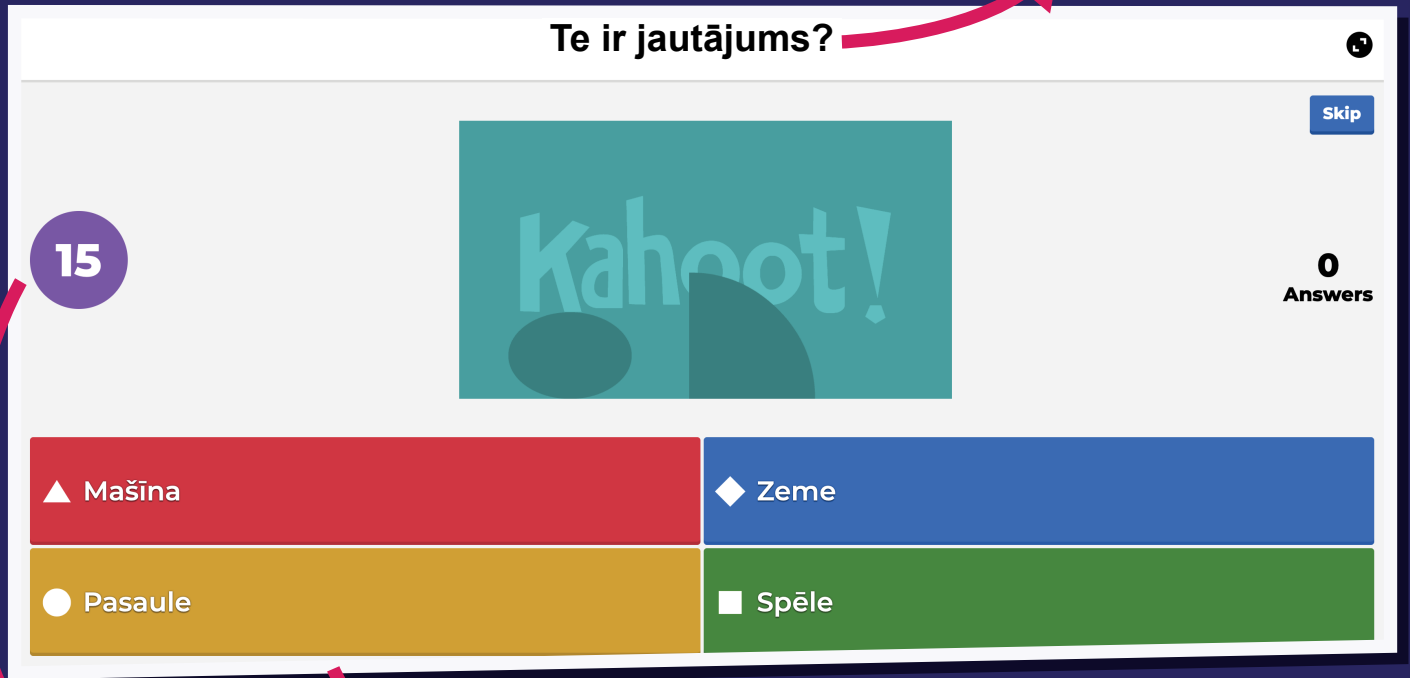 Te ir jautājums?
Skip
15
Kahoot!
0
Answers
Mašīna
Zeme
Pasaule
Spēle